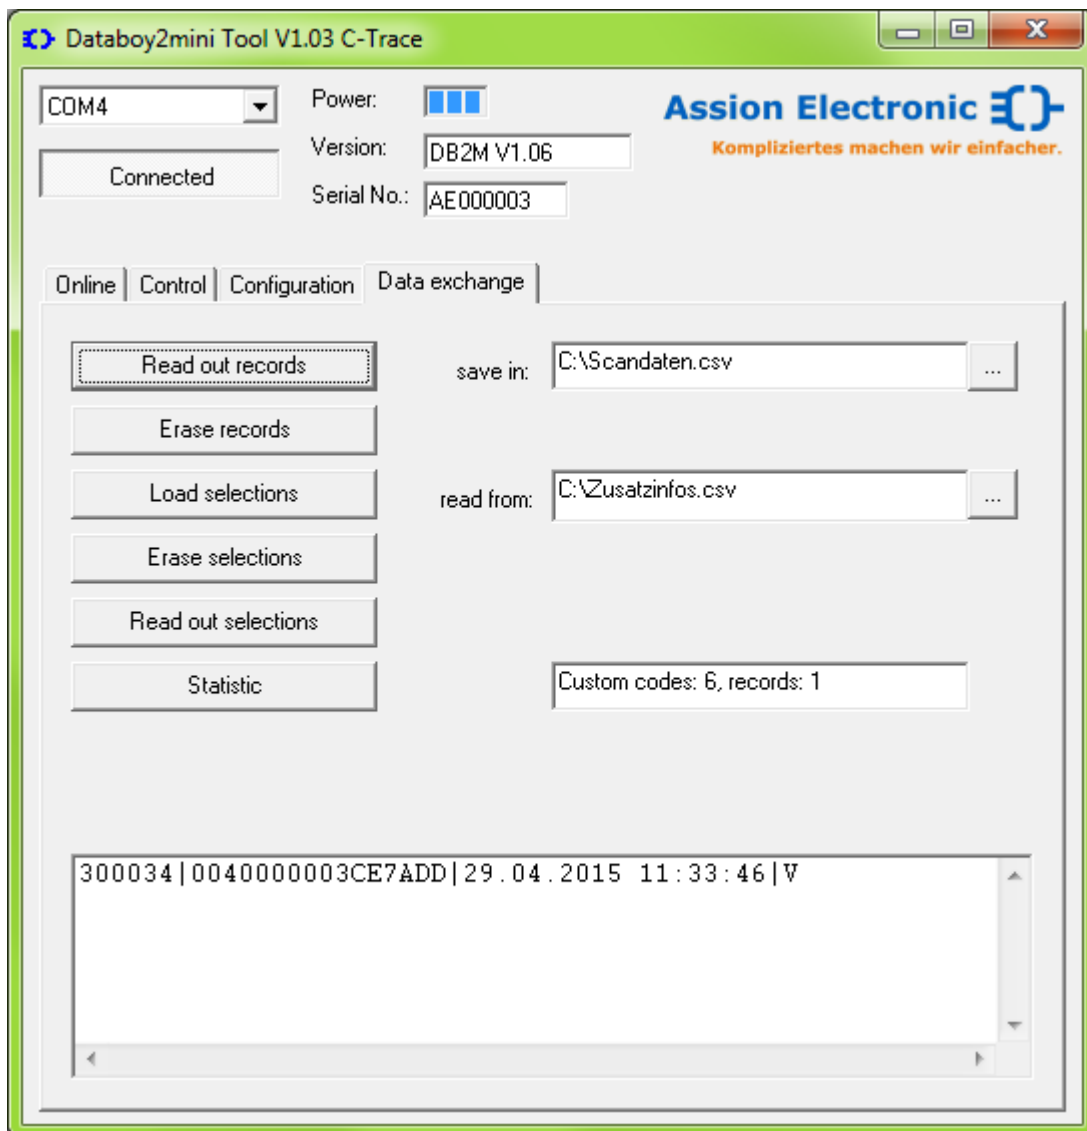 Databoy2mini Tool V1.03 C-Trace
COM4
Power:
Assion Electronic
Kompliziertes machen wir einfacher.
Connected
Version:
DB2M V1.06
Serial No.:
AE000003
Online
Control
Configuration
Data exchange
Read out records
save in:
C:\Scandaten.csv
...
Erase records
Load selections
read from:
C:\Zusatzinfos.csv
...
Erase selections
Read out selections
Statistic
Custom codes: 6, records: 1
300034|0040000003CE7ADD|29.04.2015 11:33:46|V